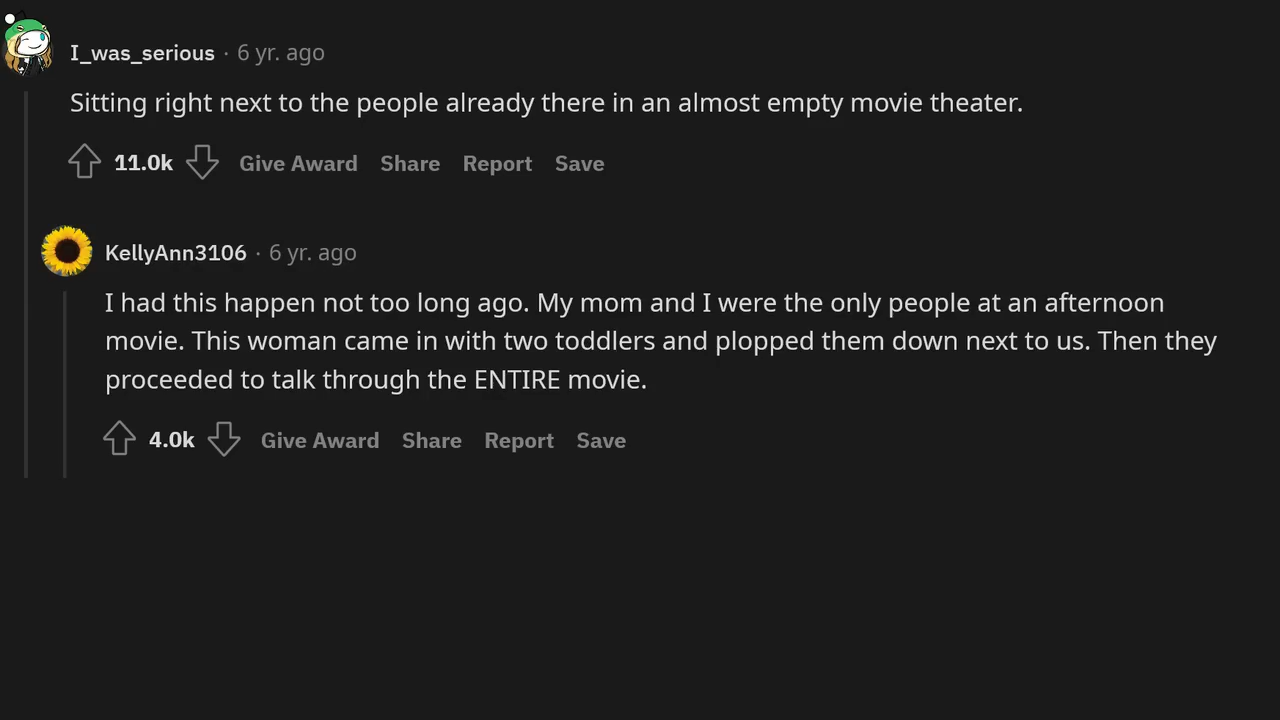 I_was_serious · 6 yr. ago
Sitting right next to the people already there in an almost empty movie theater.
11.0k Give Award Share Report Save
KellyAnn3106 · 6 yr. ago
I had this happen not too long ago. My mom and I were the only people at an afternoon
movie. This woman came in with two toddlers and plopped them down next to us. Then they
proceeded to talk through the ENTIRE movie.
4.0k Give Award Share Report Save